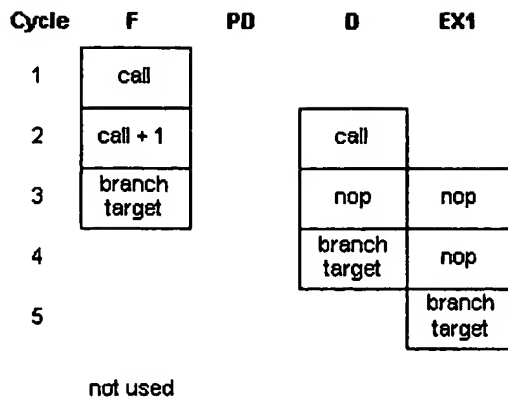 Cycle F PD D EX1
1 call
2 call + 1 call
3 branch target nop nop
4 branch target nop
5 branch target
not used